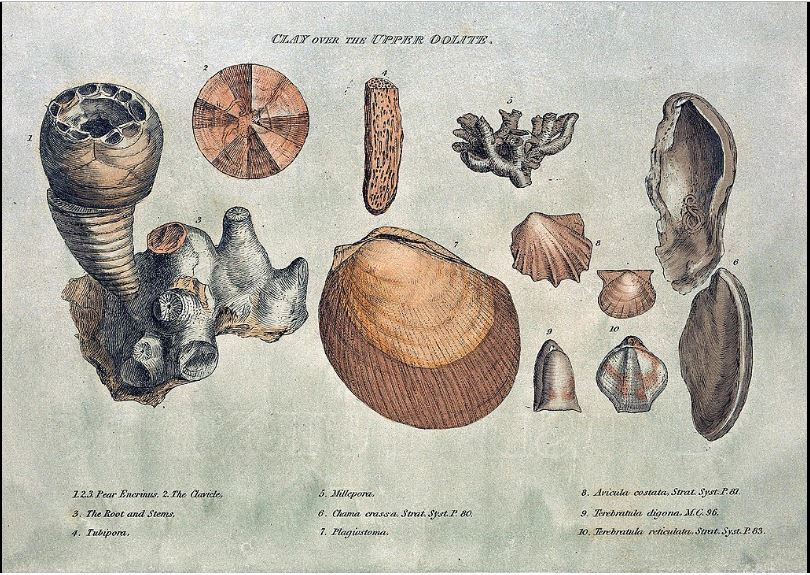 CLAY OVER THE UPPER OOLITE.
2
4
1
5
3
8
7
6
9
10
1.2.3. Pear Encrinus. 2. The Clavicle.
3. The Root and Stems.
4. Tubipora.
5. Millepora.
6. Chama crassa. Strat. Syst. P. 80.
7. Plagiostoma.
8. Avicula costata. Strat. Syst. P. 81.
9. Terebratula digona. M.C. 96.
10. Terebratula reticulata. Strat. Syst. P. 83.